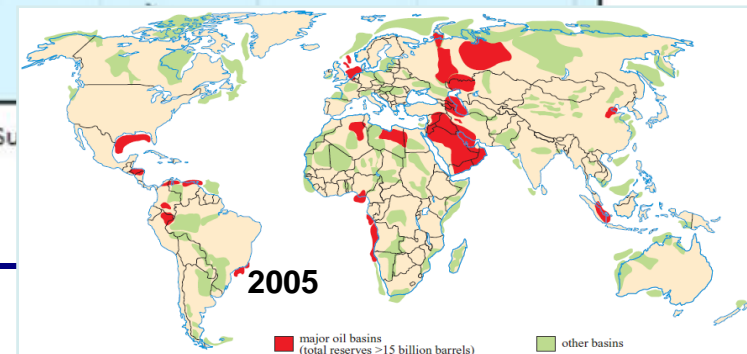 2005
major oil basins
(total reserves >15 billion barrels)
other basins